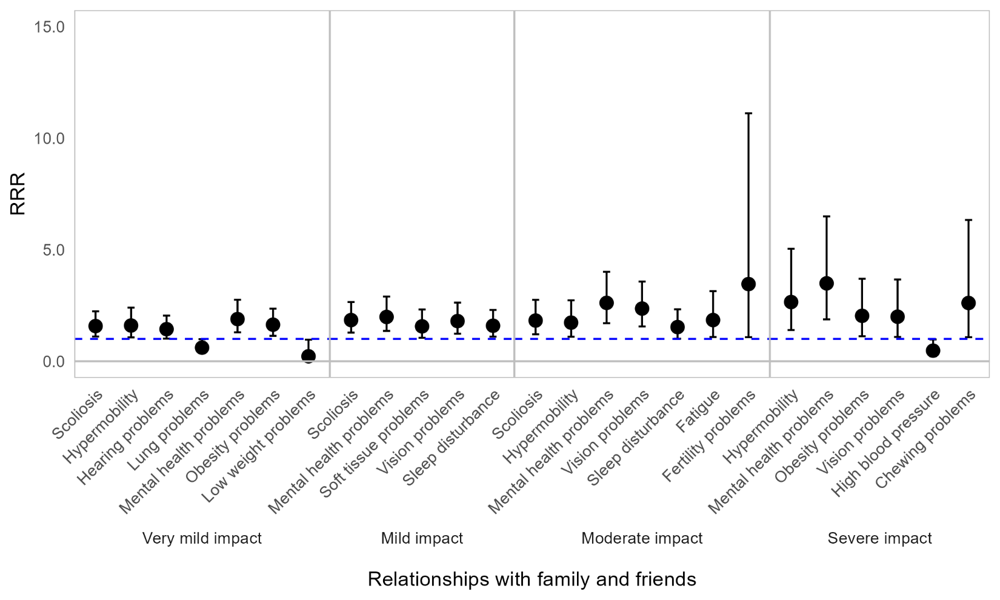 15.0
10.0
5.0
0.0
RRR
Scoliosis
Hypermobility
Hearing problems
Lung problems
Mental health problems
Obesity problems
Low weight problems
Scoliosis
Mental health problems
Soft tissue problems
Vision problems
Sleep disturbance
Scoliosis
Hypermobility
Mental health problems
Vision problems
Sleep disturbance
Fatigue
Fertility problems
Hypermobility
Mental health problems
Obesity problems
Vision problems
High blood pressure
Chewing problems
Very mild impact
Mild impact
Moderate impact
Severe impact
Relationships with family and friends